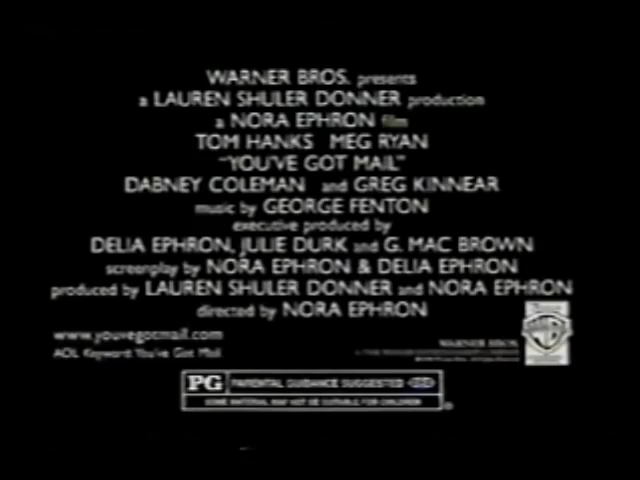 WARNER BROS. presents
a LAUREN SHULER DONNER production
a NORA EPHRON film
TOM HANKS MEG RYAN
"YOU'VE GOT MAIL"
DABNEY COLEMAN and GREG KINNEAR
music by GEORGE FENTON
executive produced by
DELIA EPHRON, JULIE DURK and G. MAC BROWN
screenplay by NORA EPHRON & DELIA EPHRON
produced by LAUREN SHULER DONNER and NORA EPHRON
directed by NORA EPHRON
www.youvegotmail.com
AOL Keyword: You've Got Mail
WARNER BROS.
PG PARENTAL GUIDANCE SUGGESTED
SOME MATERIAL MAY NOT BE SUITABLE FOR CHILDREN